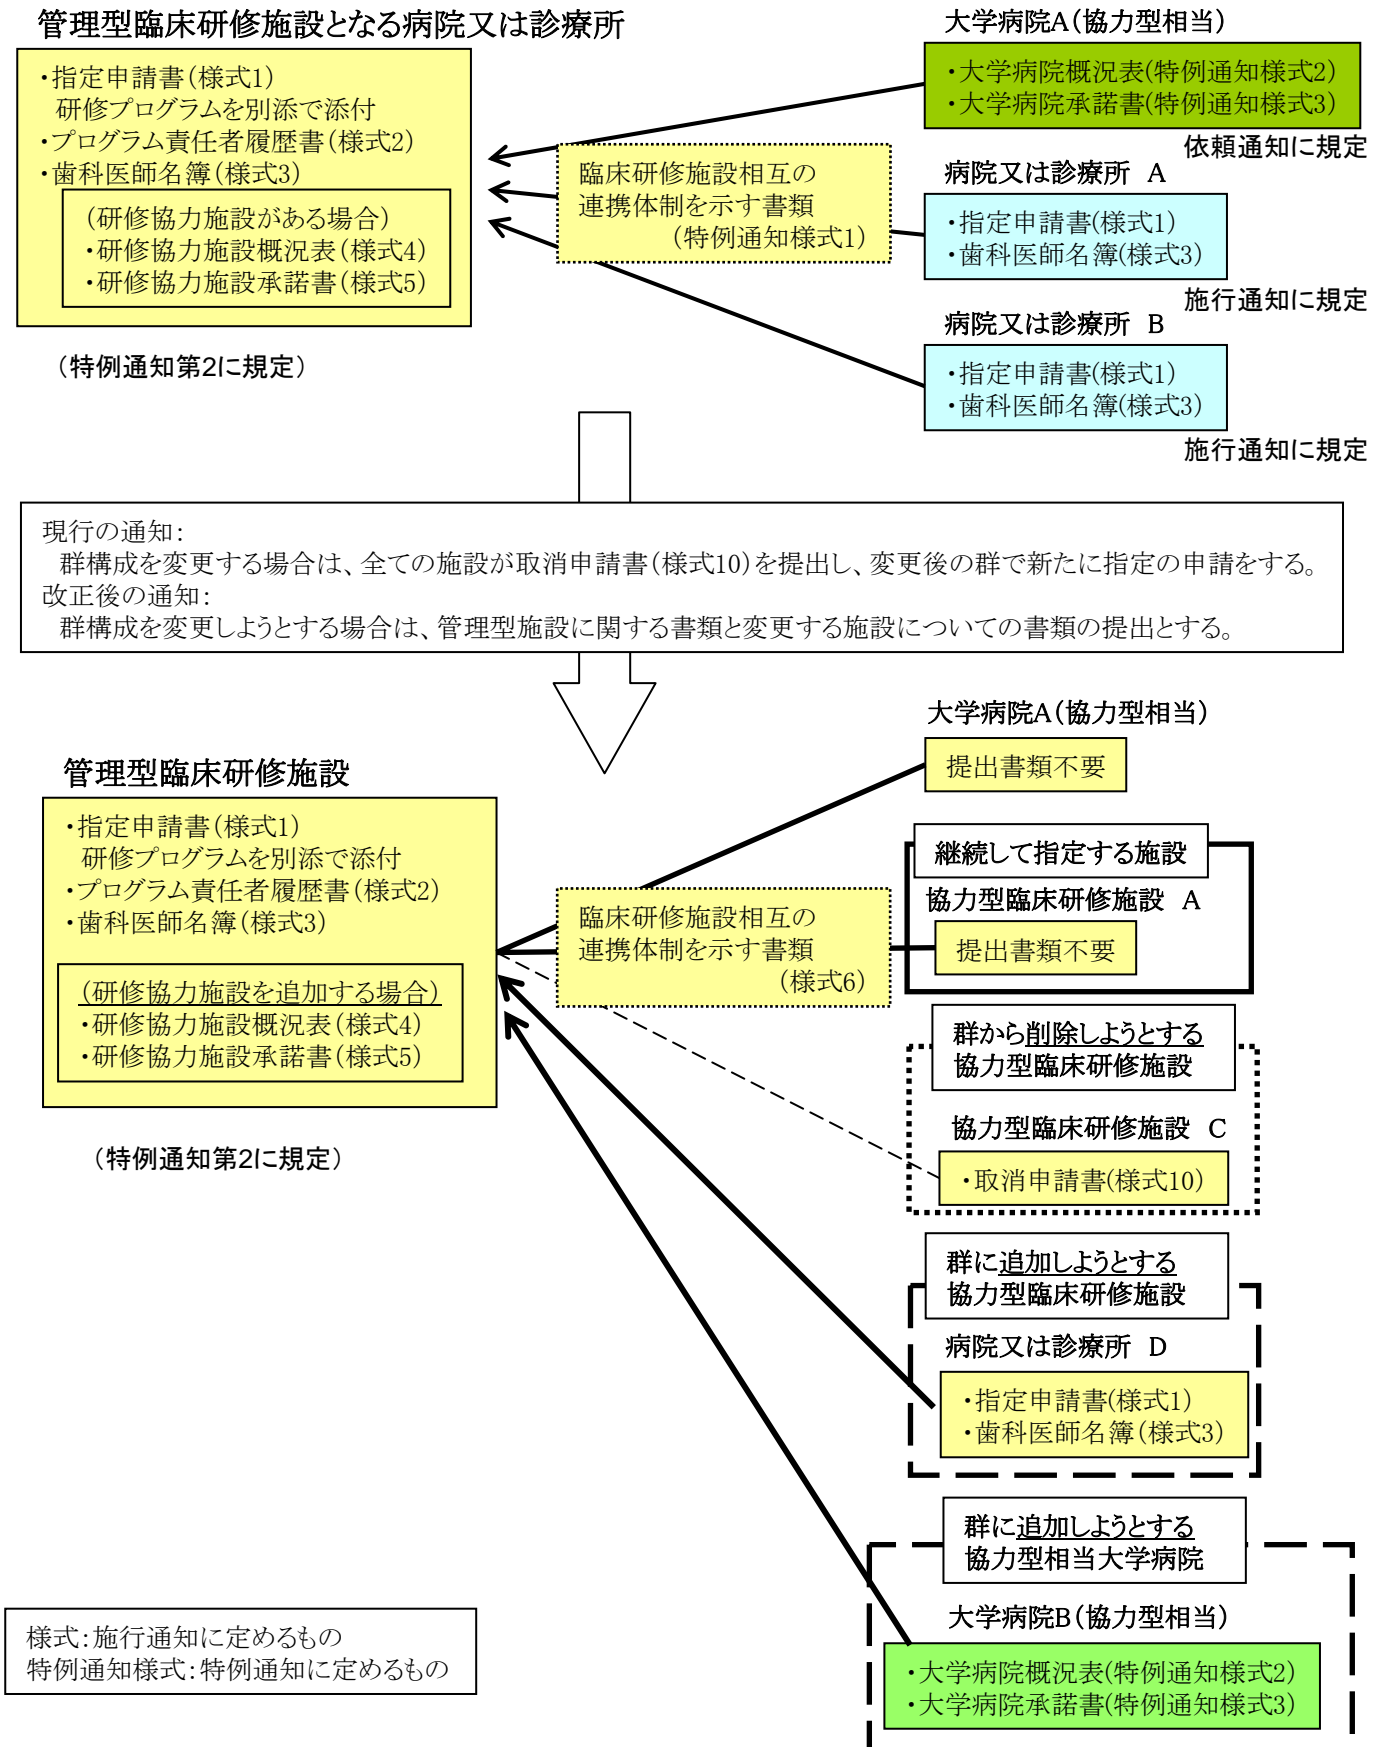 管理型臨床研修施設となる病院又は診療所
・指定申請書(様式1)
研修プログラムを別添で添付
・プログラム責任者履歴書(様式2)
・歯科医師名簿(様式3)
(研修協力施設がある場合)
・研修協力施設概況表(様式4)
・研修協力施設承諾書(様式5)
（特例通知第2に規定）
臨床研修施設相互の
連携体制を示す書類
(特例通知様式1)
大学病院A(協力型相当)
・大学病院概況表(特例通知様式2)
・大学病院承諾書(特例通知様式3)
依頼通知に規定
病院又は診療所 A
・指定申請書(様式1)
・歯科医師名簿(様式3)
施行通知に規定
病院又は診療所 B
・指定申請書(様式1)
・歯科医師名簿(様式3)
施行通知に規定
現行の通知:
群構成を変更する場合は、全ての施設が取消申請書(様式10)を提出し、変更後の群で新たに指定の申請をする。
改正後の通知:
群構成を変更しようとする場合は、管理型施設に関する書類と変更する施設についての書類の提出とする。
管理型臨床研修施設
・指定申請書(様式1)
研修プログラムを別添で添付
・プログラム責任者履歴書(様式2)
・歯科医師名簿(様式3)
(研修協力施設を追加する場合)
・研修協力施設概況表(様式4)
・研修協力施設承諾書(様式5)
（特例通知第2に規定）
臨床研修施設相互の
連携体制を示す書類
(様式6)
大学病院A(協力型相当)
提出書類不要
継続して指定する施設
協力型臨床研修施設 A
提出書類不要
群から削除しようとする
協力型臨床研修施設
協力型臨床研修施設 C
・取消申請書(様式10)
群に追加しようとする
協力型臨床研修施設
病院又は診療所 D
・指定申請書(様式1)
・歯科医師名簿(様式3)
群に追加しようとする
協力型相当大学病院
大学病院B(協力型相当)
・大学病院概況表(特例通知様式2)
・大学病院承諾書(特例通知様式3)
様式:施行通知に定めるもの
特例通知様式:特例通知に定めるもの